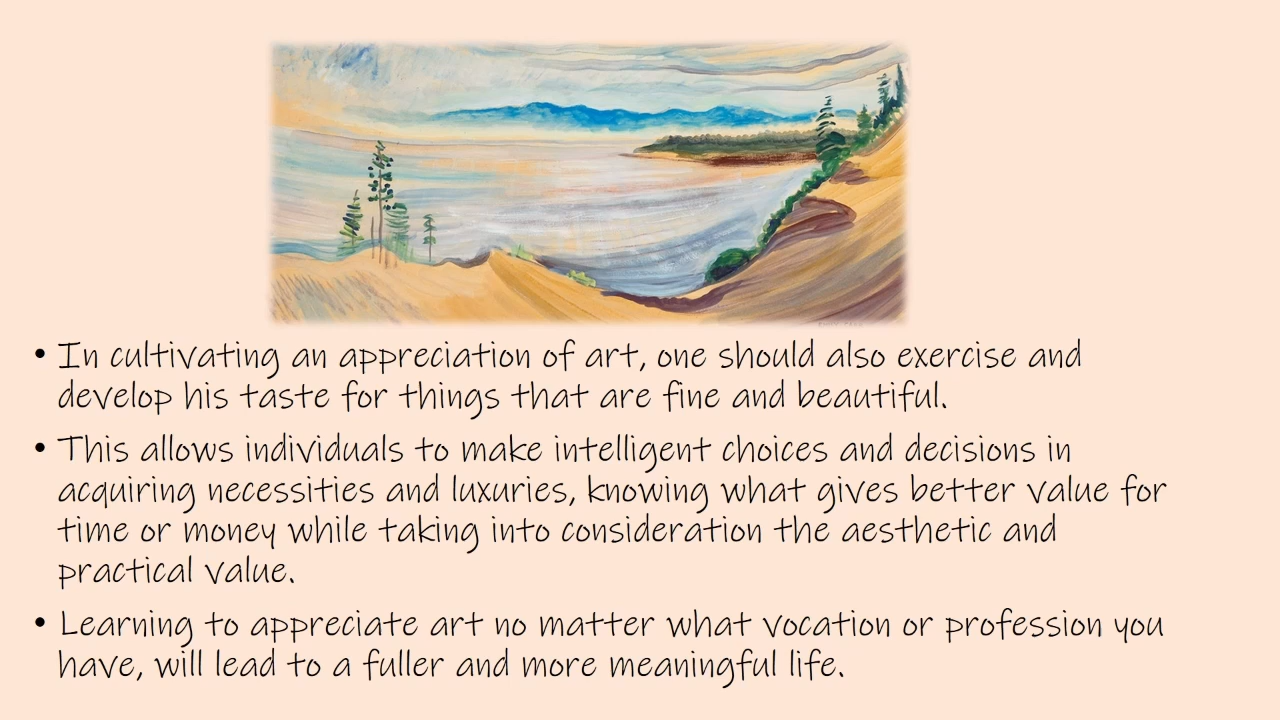 • In cultivating an appreciation of art, one should also exercise and
develop his taste for things that are fine and beautiful.
• This allows individuals to make intelligent choices and decisions in
acquiring necessities and luxuries, knowing what gives better value for
time or money while taking into consideration the aesthetic and
practical value.
• Learning to appreciate art no matter what vocation or profession you
have, will lead to a fuller and more meaningful life.